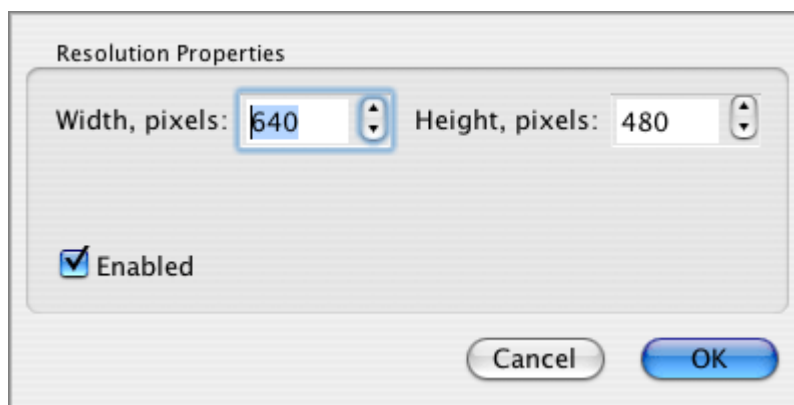 Resolution Properties
Width, pixels: 640 Height, pixels: 480
Enabled
Cancel OK